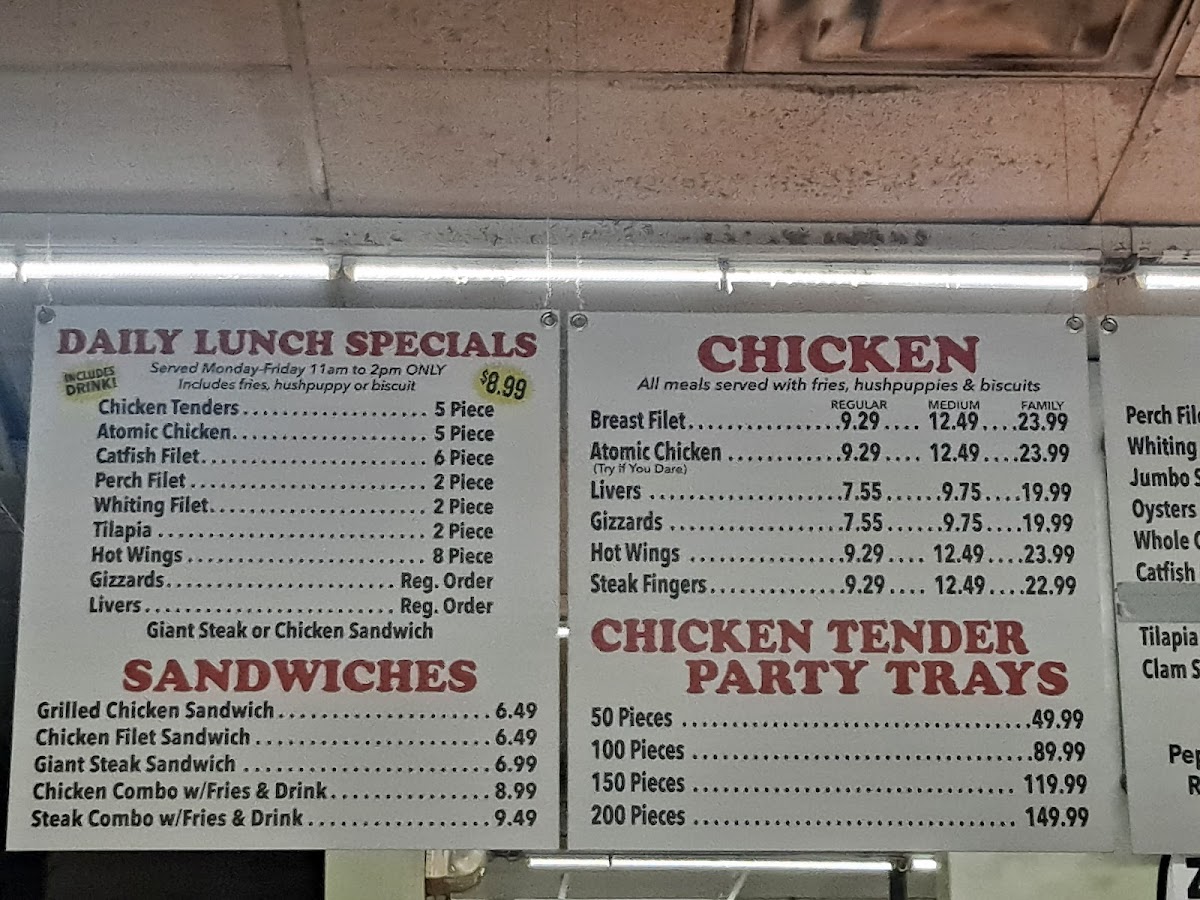 DAILY LUNCH SPECIALS
INCLUDES DRINK!
Served Monday-Friday 11am to 2pm ONLY
Includes fries, hushpuppy or biscuit
$8.99
Chicken Tenders........................ 5 Piece
Atomic Chicken........................ 5 Piece
Catfish Filet............................ 6 Piece
Perch Filet............................ 2 Piece
Whiting Filet.......................... 2 Piece
Tilapia ................................ 2 Piece
Hot Wings............................ 8 Piece
Gizzards.......................... Reg. Order
Livers............................ Reg. Order
Giant Steak or Chicken Sandwich
SANDWICHES
Grilled Chicken Sandwich...................... 6.49
Chicken Filet Sandwich........................ 6.49
Giant Steak Sandwich ......................... 6.99
Chicken Combo w/Fries & Drink................ 8.99
Steak Combo w/Fries & Drink.................. 9.49
CHICKEN
All meals served with fries, hushpuppies & biscuits
REGULAR MEDIUM FAMILY
Breast Filet.................9.29.... 12.49....23.99
Atomic Chicken .............9.29.... 12.49....23.99
(Try If You Dare)
Livers ......................7.55.......9.75....19.99
Gizzards ....................7.55.......9.75....19.99
Hot Wings ..................9.29.... 12.49....23.99
Steak Fingers...............9.29.... 12.49....22.99
CHICKEN TENDER
PARTY TRAYS
50 Pieces ......................................49.99
100 Pieces .....................................89.99
150 Pieces .................................... 119.99
200 Pieces .................................... 149.99
Perch
Whiting
Jumbo
Oysters
Whole
Catfish
Tilapia
Clam